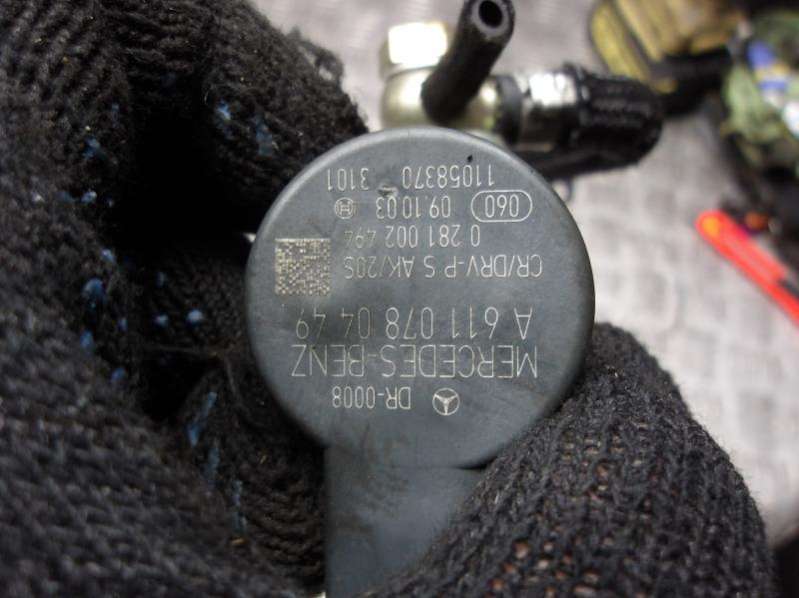 DR-0008
MERCEDES-BENZ
A 611 078 04 49
CR/DRV-P S AK/20S
0 281 002 494
060 09.10.03 H
11058370 3101